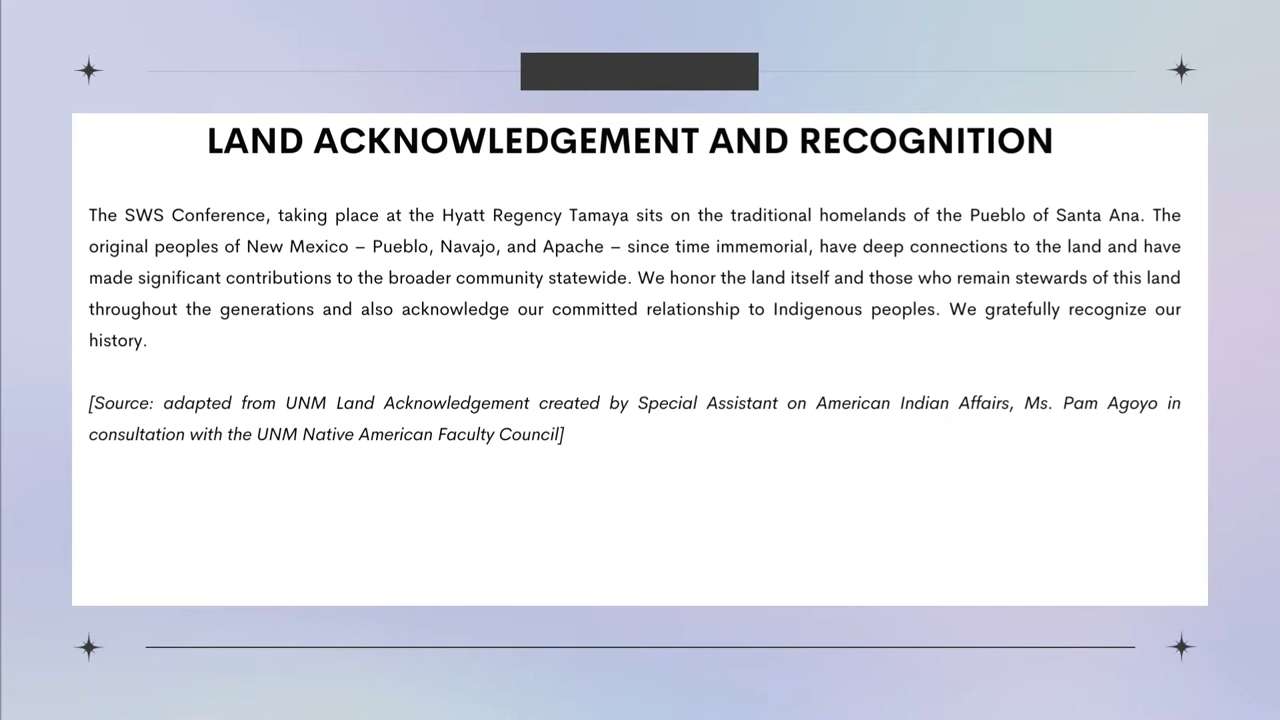 LAND ACKNOWLEDGEMENT AND RECOGNITION
The SWS Conference, taking place at the Hyatt Regency Tamaya sits on the traditional homelands of the Pueblo of Santa Ana. The
original peoples of New Mexico – Pueblo, Navajo, and Apache – since time immemorial, have deep connections to the land and have
made significant contributions to the broader community statewide. We honor the land itself and those who remain stewards of this land
throughout the generations and also acknowledge our committed relationship to Indigenous peoples. We gratefully recognize our
history.
[Source: adapted from UNM Land Acknowledgement created by Special Assistant on American Indian Affairs, Ms. Pam Agoyo in
consultation with the UNM Native American Faculty Council]